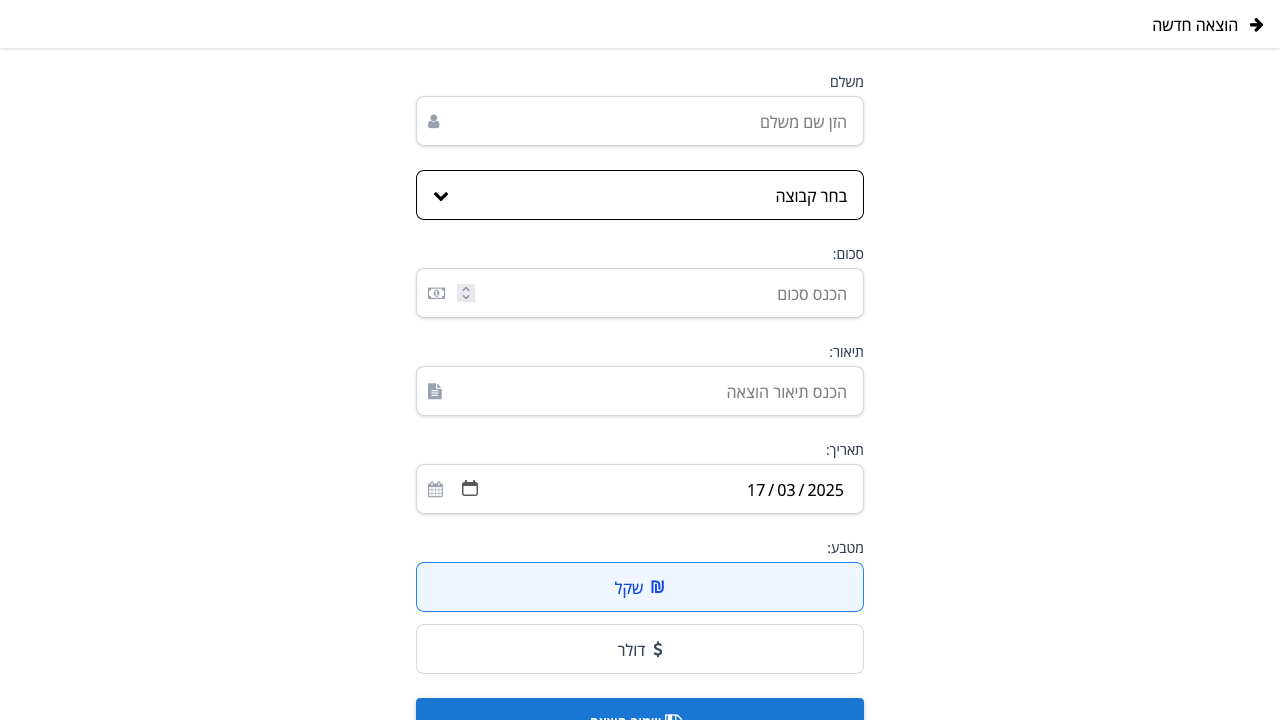 הוצאה חדשה
משלם
הזן שם משלם
בחר קבוצה
סכום:
הכנס סכום
תיאור:
הכנס תיאור הוצאה
תאריך:
17/03/2025
מטבע:
₪ שקל
$ דולר